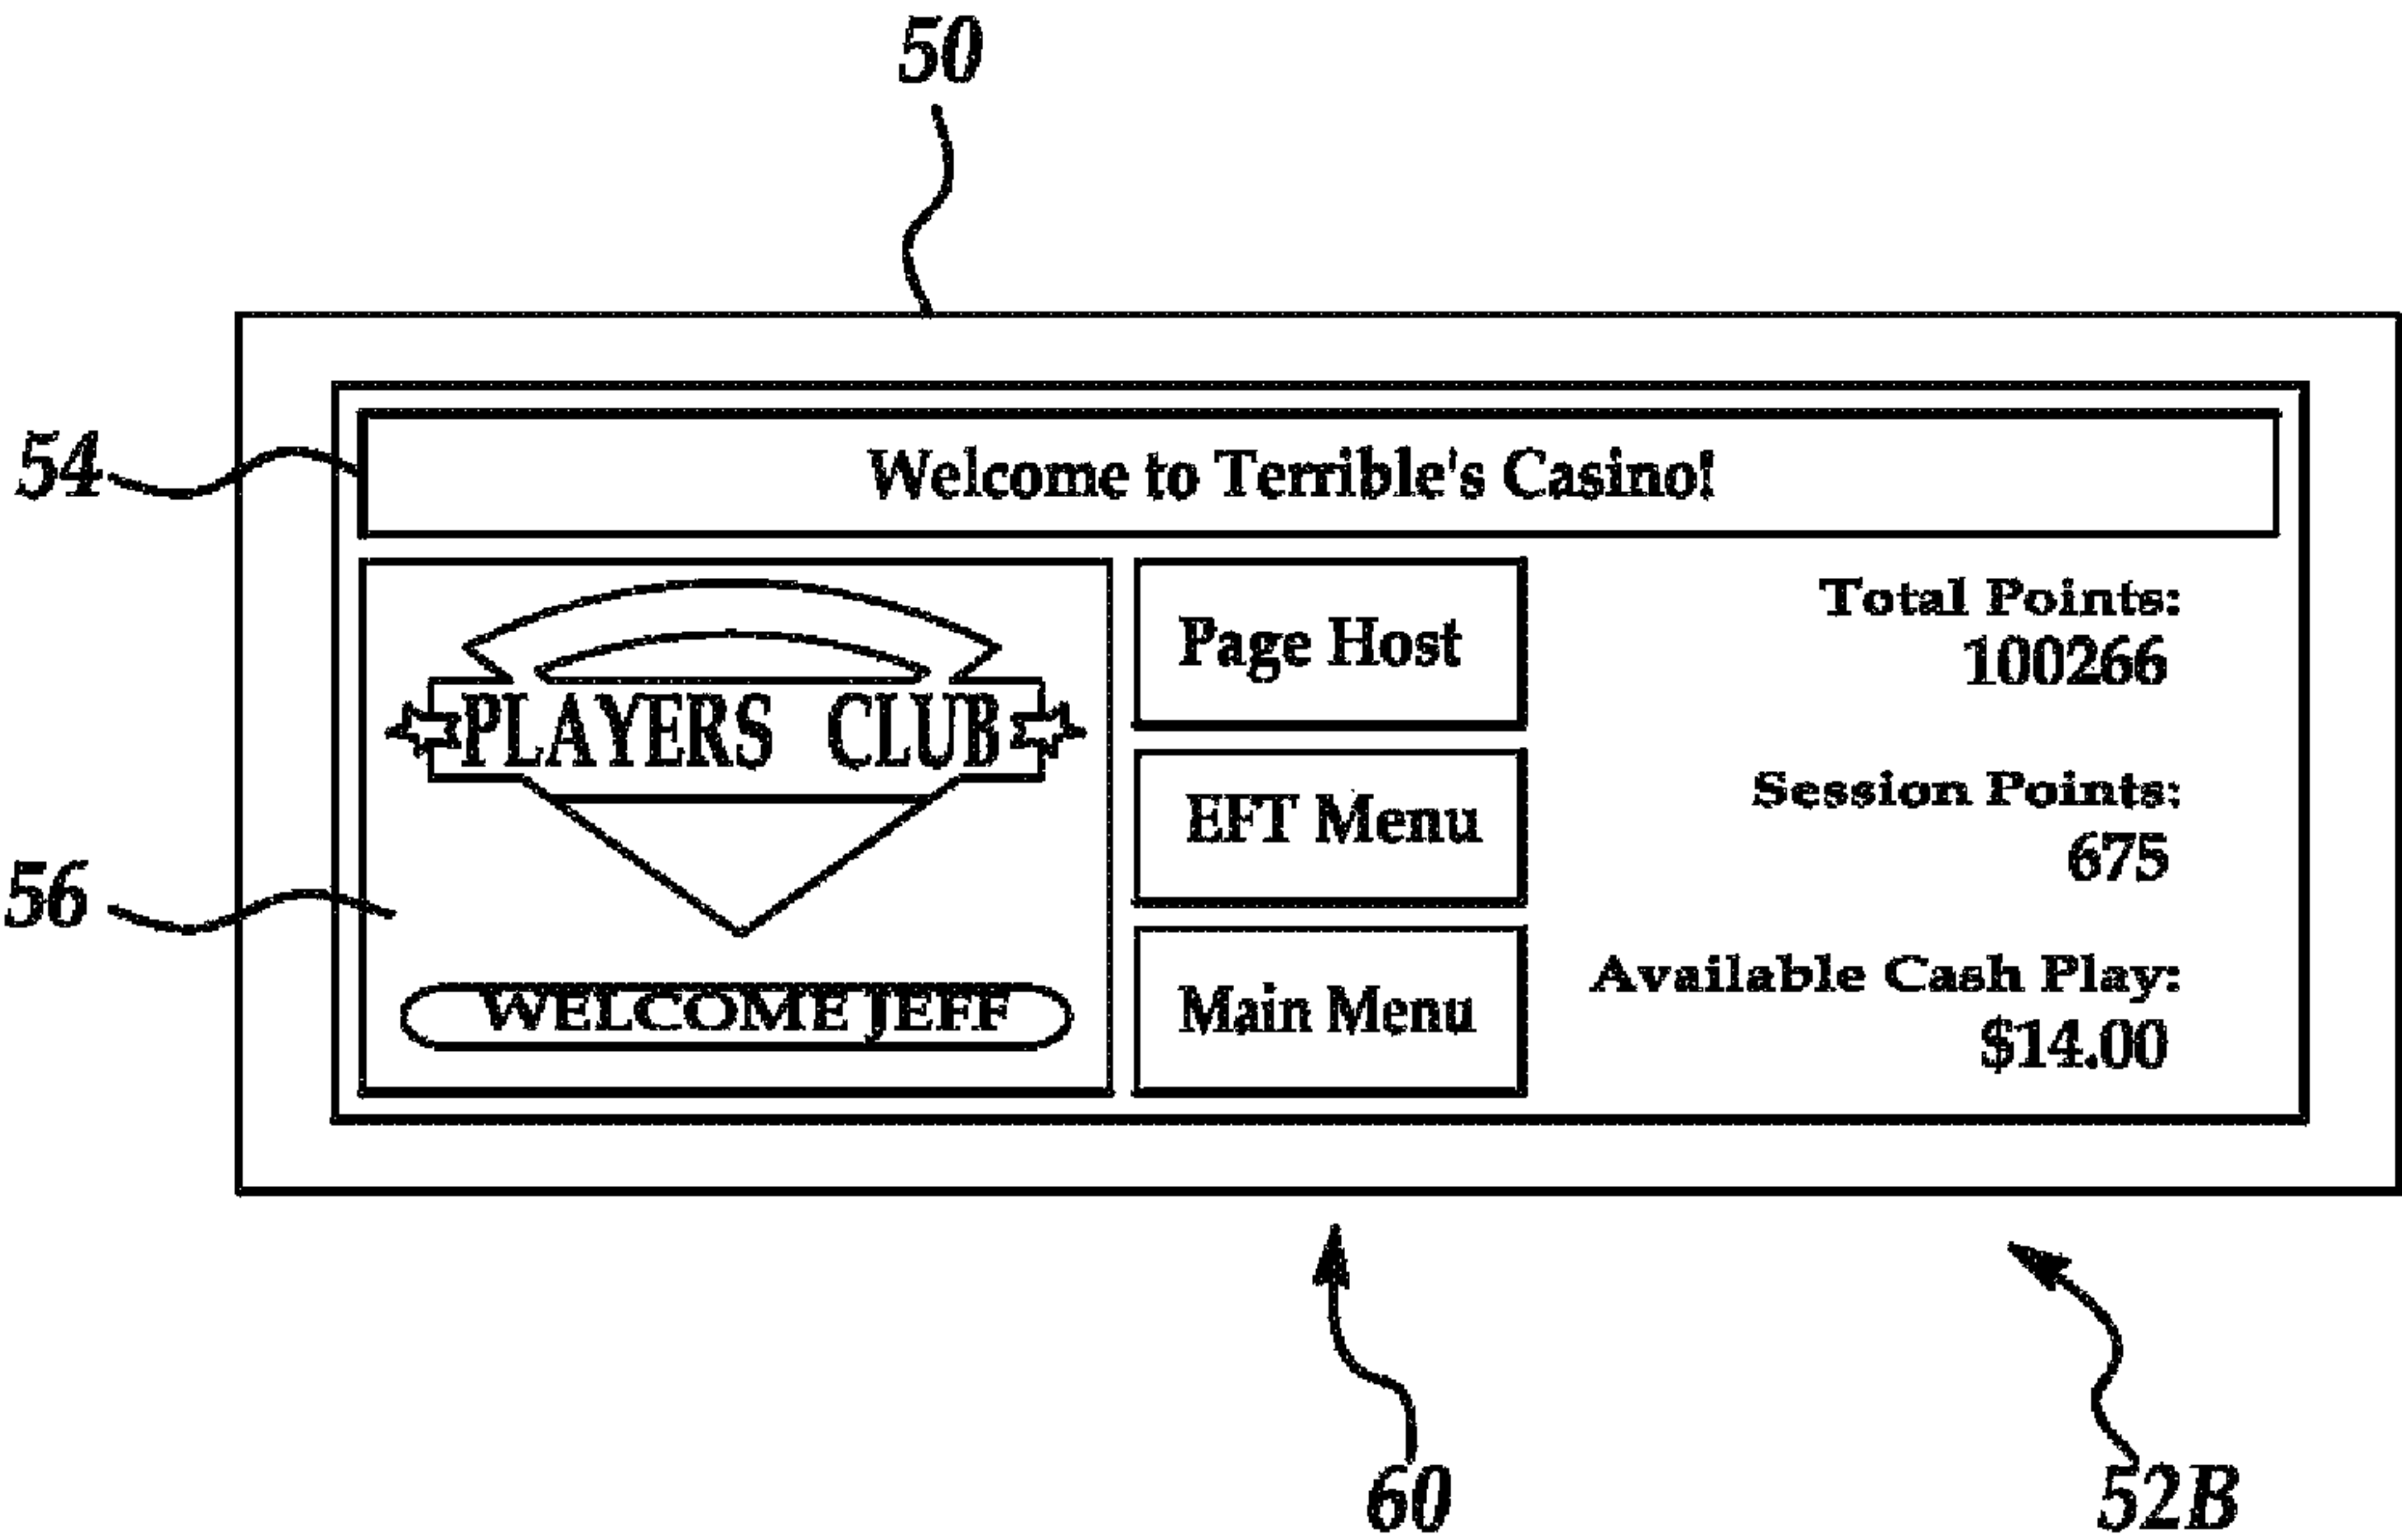 50
54
Welcome to Terrible's Casino!
PLAYERS CLUB
56
WELCOME JEFF
Page Host
EFT Menu
Main Menu
Total Points:
100266
Session Points:
675
Available Cash Play:
$14.00
60
52B